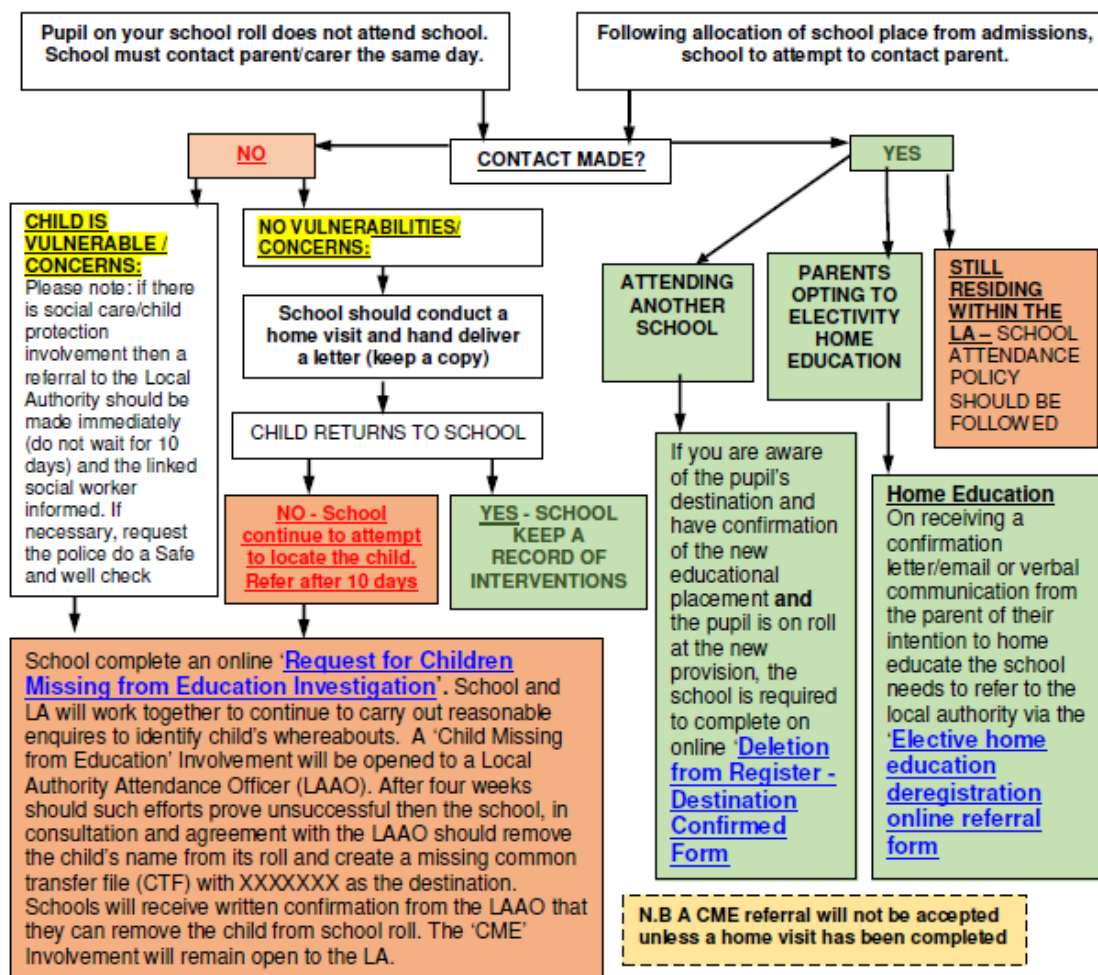 Pupil on your school roll does not attend school.
School must contact parent/carer the same day.
Following allocation of school place from admissions,
school to attempt to contact parent.
NO
CONTACT MADE?
YES
CHILD IS
VULNERABLE /
CONCERNS:
Please note: if there
is social care/child
protection
involvement then a
referral to the Local
Authority should be
made immediately
(do not wait for 10
days) and the linked
social worker
informed. If
necessary, request
the police do a Safe
and well check
NO VULNERABILITIES/
CONCERNS:
School should conduct a
home visit and hand deliver
a letter (keep a copy)
CHILD RETURNS TO SCHOOL
NO - School
continue to attempt
to locate the child.
Refer after 10 days
YES - SCHOOL
KEEP A
RECORD OF
INTERVENTIONS
ATTENDING
ANOTHER
SCHOOL
PARENTS
OPTING TO
ELECTIVITY
HOME
EDUCATION
STILL
RESIDING
WITHIN THE
LA – SCHOOL
ATTENDANCE
POLICY
SHOULD BE
FOLLOWED
If you are aware
of the pupil's
destination and
have confirmation
of the new
educational
placement and
the pupil is on roll
at the new
provision, the
school is required
to complete on
online 'Deletion
from Register -
Destination
Confirmed
Form
Home Education
On receiving a
confirmation
letter/email or verbal
communication from
the parent of their
intention to home
educate the school
needs to refer to the
local authority via the
'Elective home
education
deregistration
online referral
form
School complete an online 'Request for Children
Missing from Education Investigation'. School and
LA will work together to continue to carry out reasonable
enquires to identify child's whereabouts. A 'Child Missing
from Education' Involvement will be opened to a Local
Authority Attendance Officer (LAAO). After four weeks
should such efforts prove unsuccessful then the school, in
consultation and agreement with the LAAO should remove
the child's name from its roll and create a missing common
transfer file (CTF) with XXXXXXX as the destination.
Schools will receive written confirmation from the LAAO that
they can remove the child from school roll. The 'CME'
Involvement will remain open to the LA.
N.B A CME referral will not be accepted
unless a home visit has been completed